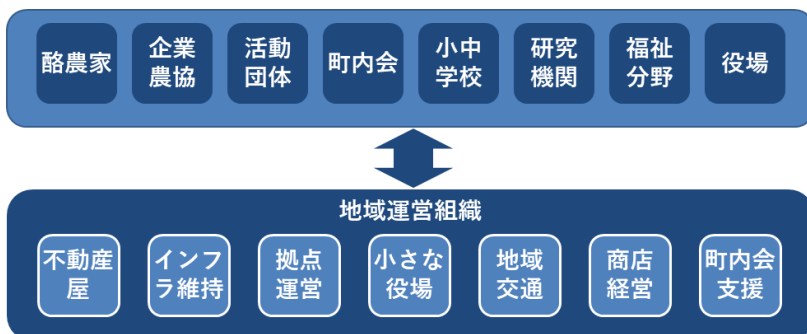 酪農家
企業
農協
活動
団体
町内会
小中
学校
研究
機関
福祉
分野
役場
地域運営組織
不動産
屋
インフ
ラ維持
拠点
運営
小さな
役場
地域
交通
商店
経営
町内会
支援